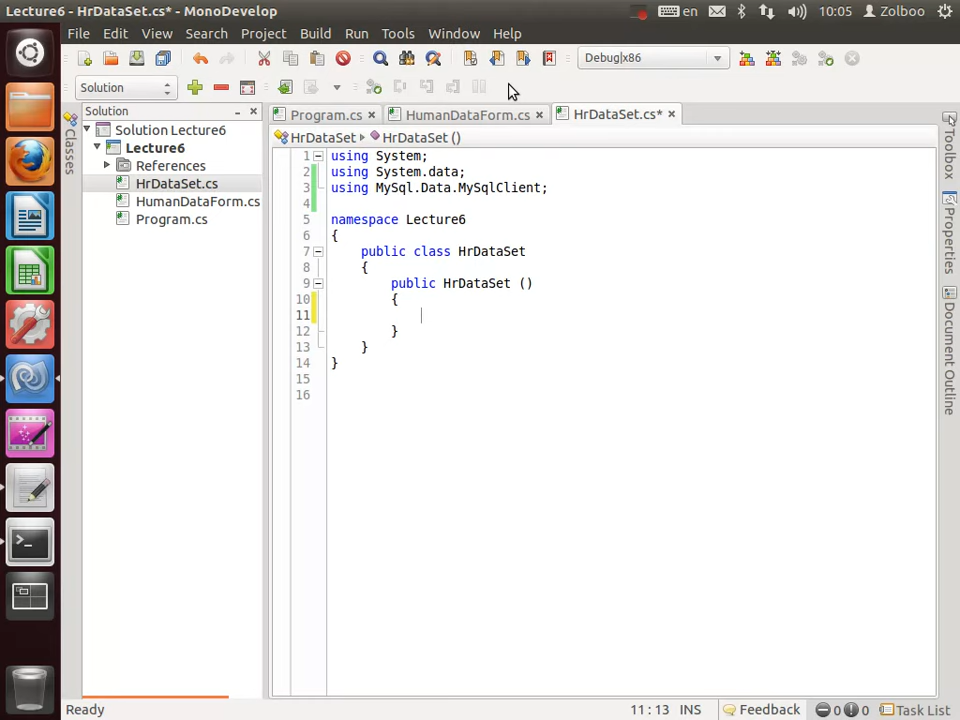 Lecture6 - HrDataSet.cs* - MonoDevelop
en
10:05
Zolboo
File Edit View Search Project Build Run Tools Window Help
Debug|x86
Solution
Solution
Program.cs
HumanDataForm.cs
HrDataSet.cs*
Classes
Solution Lecture6
Lecture6
References
HrDataSet.cs
HumanDataForm.cs
Program.cs
HrDataSet HrDataSet ()
1 using System;
2 using System.data;
3 using MySql.Data.MySqlClient;
4
5 namespace Lecture6
6 {
7 public class HrDataSet
8 {
9 public HrDataSet ()
10 {
11
12 }
13 }
14 }
15
16
Toolbox
Properties
Document Outline
Ready
11 : 13 INS
Feedback
0
0
Task List